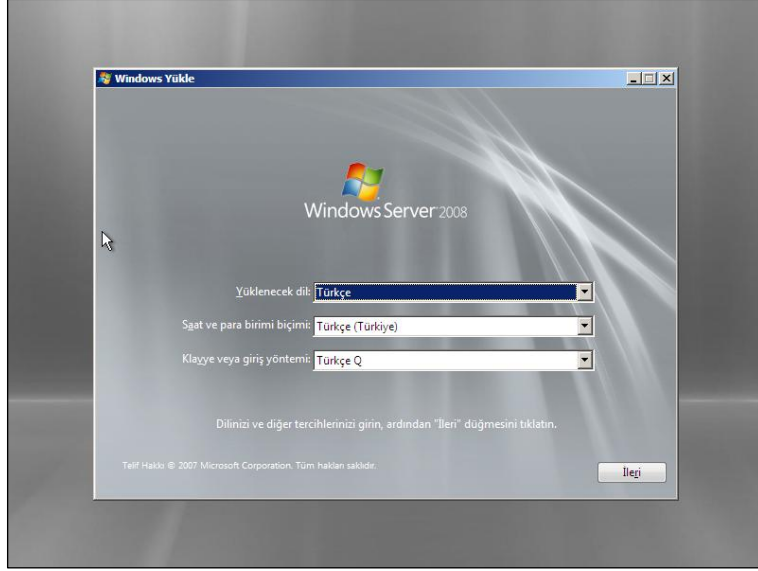 Windows Yükle
Windows Server 2008
Yüklenecek dil: Türkçe
Saat ve para birimi biçimi: Türkçe (Türkiye)
Klavye veya giriş yöntemi: Türkçe Q
Dilinizi ve diğer tercihlerinizi girin, ardından "İleri" düğmesini tıklatın.
Telif Hakkı © 2007 Microsoft Corporation. Tüm hakları saklıdır.
İleri